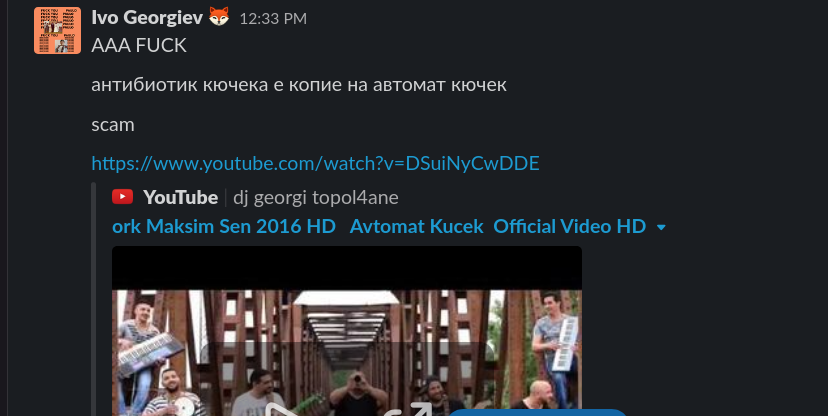 Ivo Georgiev 🦊 12:33 PM
AAA FUCK
антибиотик кючека е копие на автомат кючек
scam
https://www.youtube.com/watch?v=DSuiNyCwDDE
YouTube | dj georgi topol4ane
ork Maksim Sen 2016 HD Avtomat Kucek Official Video HD